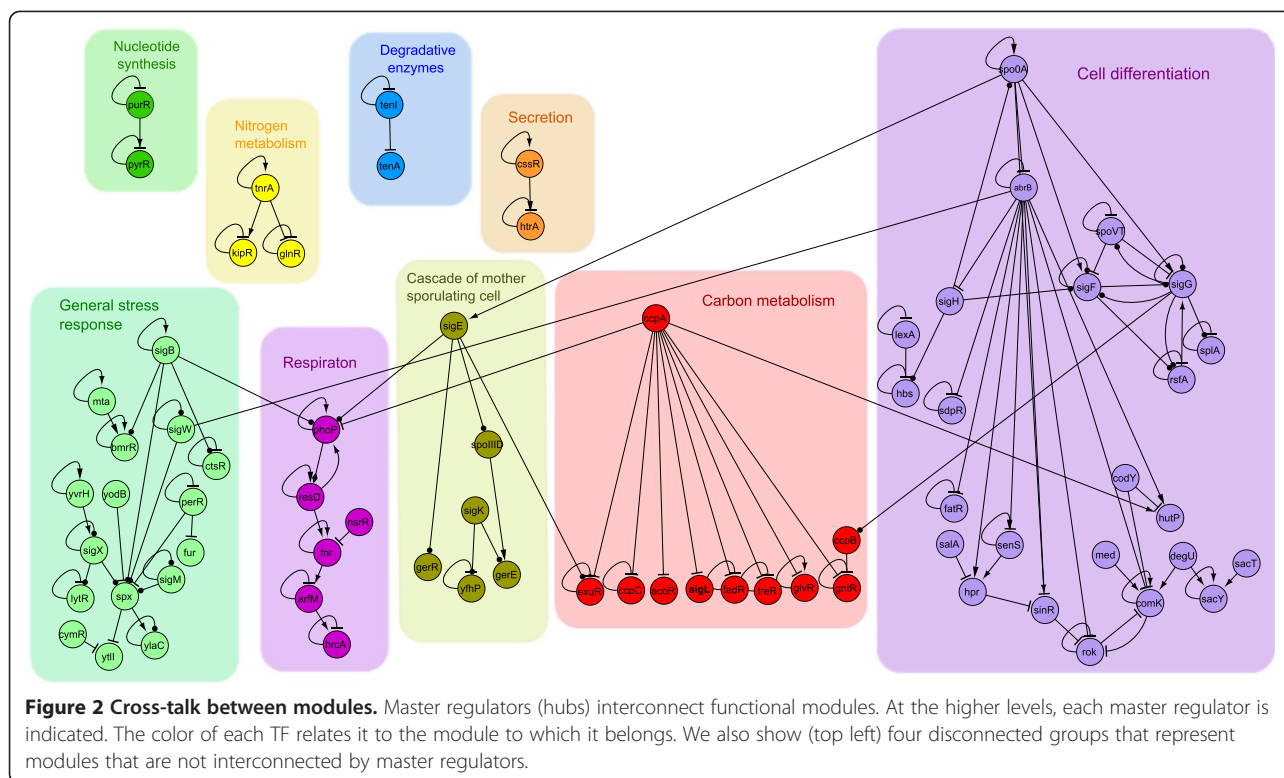 Nucleotide
synthesis
purR
pyrR
Nitrogen
metabolism
tnrA
kipR
glnR
Degradative
enzymes
tenI
tenA
Secretion
cssR
htrA
Cell differentiation
spo0A
abrB
spoVT
sigF
sigG
sigH
lexA
hbs
sdpR
splA
rsfA
fatR
codY
hutP
salA
senS
med
degU
sacT
hpr
sinR
comK
sacY
rok
General stress
response
sigB
mta
sigW
bmrR
ctsR
yvrH
yodB
perR
sigX
fur
lytR
spx
sigM
cymR
ytlI
ylaC
Respiraton
phoP
resD
nsrR
fnr
arfM
hrcA
Cascade of mother
sporulating cell
sigE
spoIIID
sigK
gerR
yfhP
gerE
Carbon metabolism
ccpA
ccpB
exuR
ccpC
acoR
sigL
fadR
treR
glvR
gntR
Figure 2 Cross-talk between modules. Master regulators (hubs) interconnect functional modules. At the higher levels, each master regulator is
indicated. The color of each TF relates it to the module to which it belongs. We also show (top left) four disconnected groups that represent
modules that are not interconnected by master regulators.